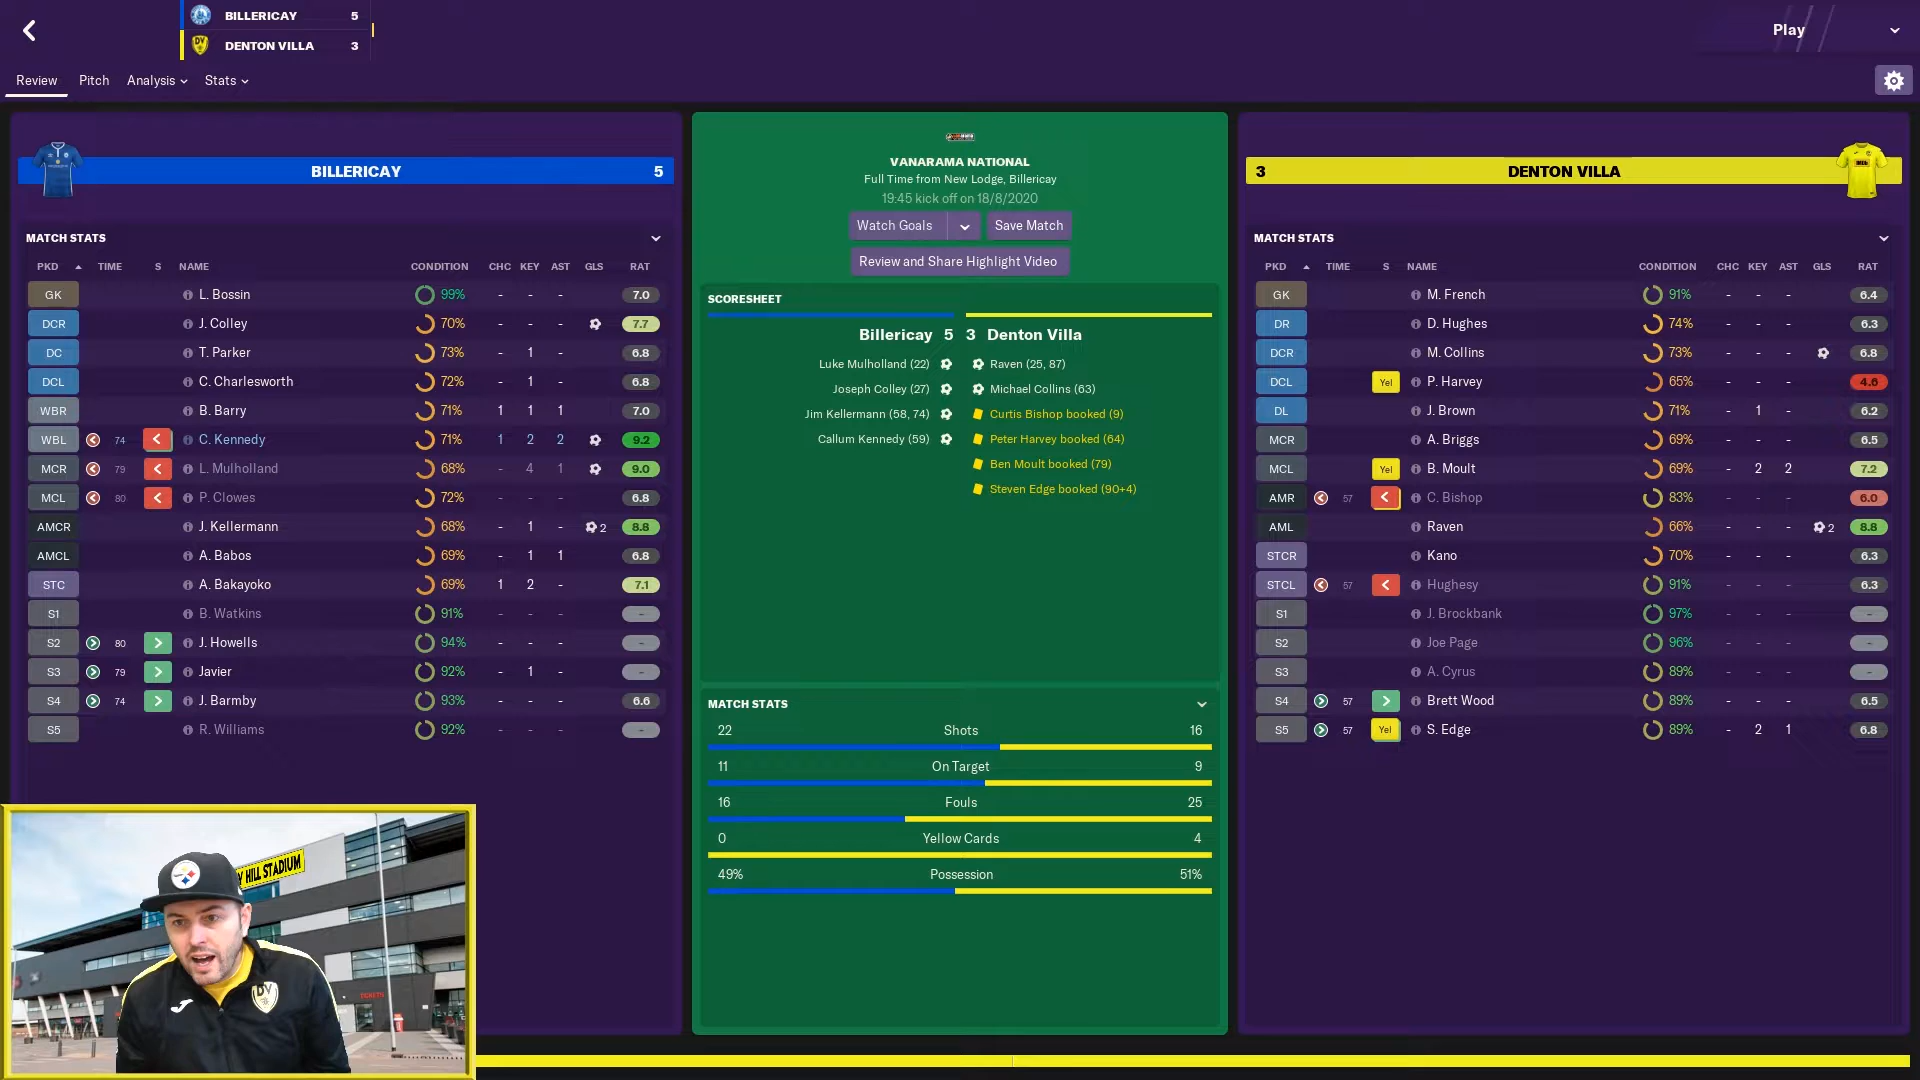 BILLERICAY 5
DENTON VILLA 3
Play
Review Pitch Analysis Stats
BILLERICAY 5
MATCH STATS
PKD TIME S NAME CONDITION CHC KEY AST GLS RAT
GK L. Bossin 99% - - - 7.0
DCR J. Colley 70% - - - 7.7
DC T. Parker 73% - 1 - 6.8
DCL C. Charlesworth 72% - 1 - 6.8
WBR B. Barry 71% 1 1 1 7.0
WBL 74 C. Kennedy 71% 1 2 2 9.2
MCR 79 L. Mulholland 68% - 4 1 9.0
MCL 80 P. Clowes 72% - - - 6.8
AMCR J. Kellermann 68% - 1 - 2 8.8
AMCL A. Babos 69% - 1 1 6.8
STC A. Bakayoko 69% 1 2 - 7.1
S1 B. Watkins 91% - - - -
S2 80 J. Howells 94% - - - -
S3 79 Javier 92% - 1 - -
S4 74 J. Barmby 93% - - - 6.6
S5 R. Williams 92% - - - -
VANARAMA NATIONAL
Full Time from New Lodge, Billericay
19:45 kick off on 18/8/2020
Watch Goals Save Match
Review and Share Highlight Video
SCORESHEET
Billericay 5 3 Denton Villa
Luke Mulholland (22) Raven (25, 87)
Joseph Colley (27) Michael Collins (63)
Jim Kellermann (58, 74) Curtis Bishop booked (9)
Callum Kennedy (59) Peter Harvey booked (64)
Ben Moult booked (79)
Steven Edge booked (90+4)
MATCH STATS
22 Shots 16
11 On Target 9
16 Fouls 25
0 Yellow Cards 4
49% Possession 51%
3 DENTON VILLA
MATCH STATS
PKD TIME S NAME CONDITION CHC KEY AST GLS RAT
GK M. French 91% - - - 6.4
DR D. Hughes 74% - - - 6.3
DCR M. Collins 73% - - - 6.8
DCL Yel P. Harvey 65% - - - 4.6
DL J. Brown 71% - 1 - 6.2
MCR A. Briggs 69% - - - 6.5
MCL Yel B. Moult 69% - 2 2 7.2
AMR 57 C. Bishop 83% - - - 6.0
AML Raven 66% - - - 2 8.8
STCR Kano 70% - - - 6.3
STCL 57 Hughesy 91% - - - 6.3
S1 J. Brockbank 97% - - - -
S2 Joe Page 96% - - - -
S3 A. Cyrus 89% - - - -
S4 57 Brett Wood 89% - - - 6.5
S5 57 Yel S. Edge 89% - 2 1 6.8
Y HILL STADIUM
DV